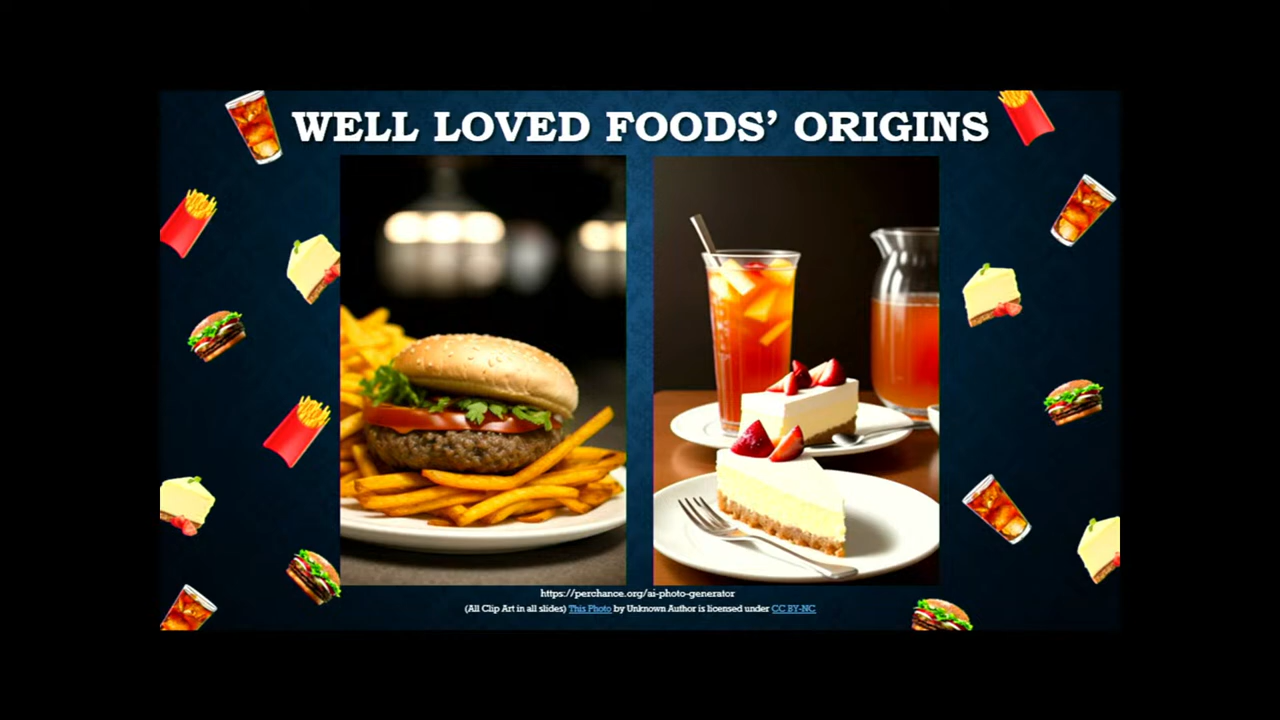 WELL LOVED FOODS’ ORIGINS
https://perchance.org/ai-photo-generator
(All Clip Art in all slides) This Photo by Unknown Author is licensed under CC BY-NC